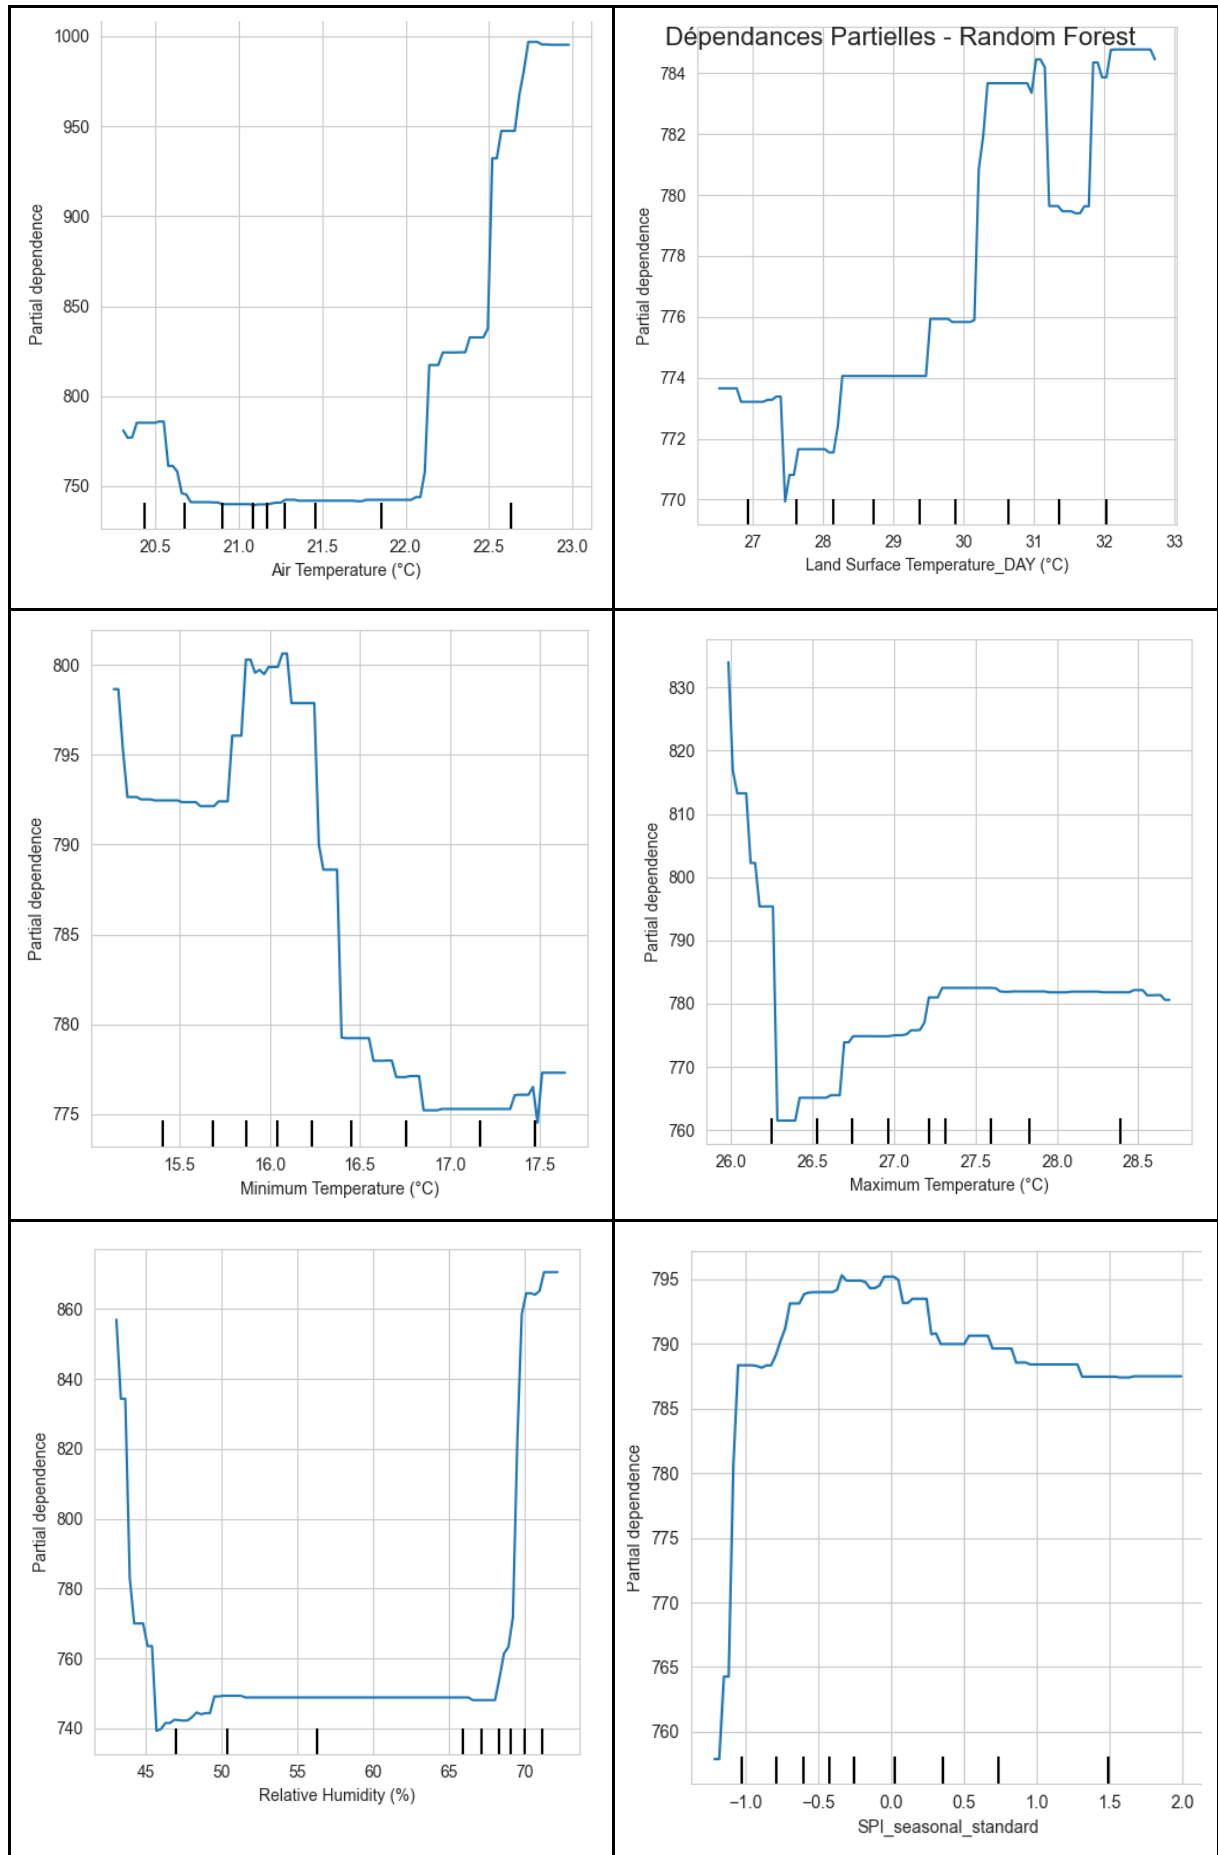 1000
950
900
850
800
750
Partial dependence
20.5 21.0 21.5 22.0 22.5 23.0
Air Temperature (°C)
Dépendances Partielles - Random Forest
784
782
780
778
776
774
772
770
Partial dependence
27 28 29 30 31 32 33
Land Surface Temperature_DAY (°C)
800
795
790
785
780
775
Partial dependence
15.5 16.0 16.5 17.0 17.5
Minimum Temperature (°C)
830
820
810
800
790
780
770
760
Partial dependence
26.0 26.5 27.0 27.5 28.0 28.5
Maximum Temperature (°C)
860
840
820
800
780
760
740
Partial dependence
45 50 55 60 65 70
Relative Humidity (%)
795
790
785
780
775
770
765
760
Partial dependence
−1.0 −0.5 0.0 0.5 1.0 1.5 2.0
SPI_seasonal_standard